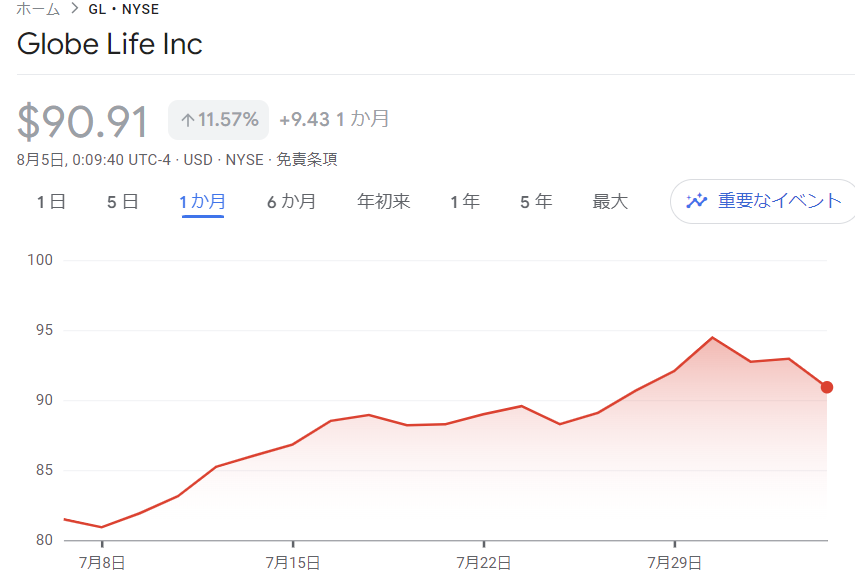 ホーム > GL • NYSE
Globe Life Inc
$90.91 ↑11.57% +9.43 1 か月
8月5日, 0:09:40 UTC-4 · USD · NYSE · 免責条項
1 日 5 日 1 か月 6 か月 年初来 1 年 5 年 最大 重要なイベント
100
95
90
85
80
7月8日 7月15日 7月22日 7月29日